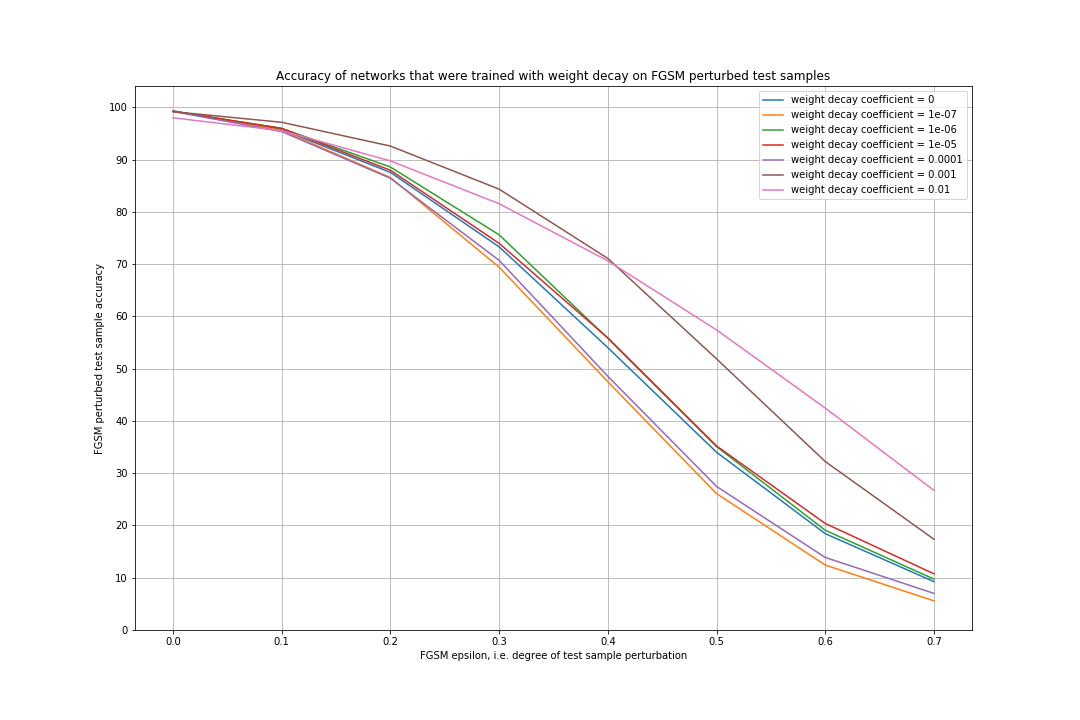 Accuracy of networks that were trained with weight decay on FGSM perturbed test samples
weight decay coefficient = 0
weight decay coefficient = 1e-07
weight decay coefficient = 1e-06
weight decay coefficient = 1e-05
weight decay coefficient = 0.0001
weight decay coefficient = 0.001
weight decay coefficient = 0.01
FGSM perturbed test sample accuracy
100
90
80
70
60
50
40
30
20
10
0
0.0 0.1 0.2 0.3 0.4 0.5 0.6 0.7
FGSM epsilon, i.e. degree of test sample perturbation